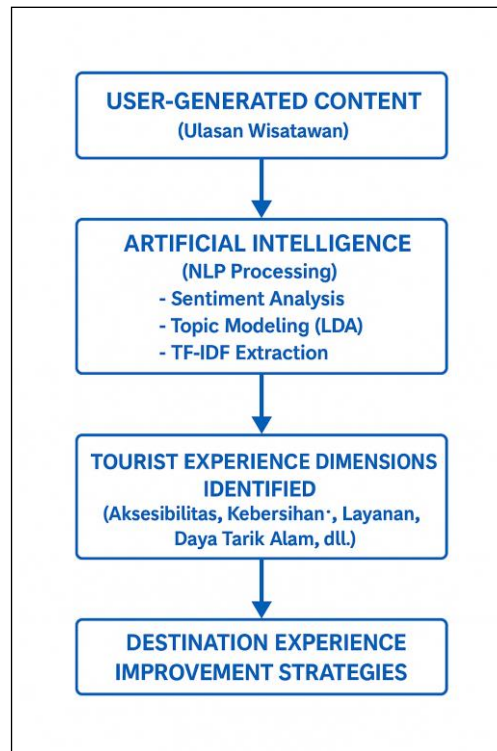 USER-GENERATED CONTENT
(Ulasan Wisatawan)
ARTIFICIAL INTELLIGENCE
(NLP Processing)
- Sentiment Analysis
- Topic Modeling (LDA)
- TF-IDF Extraction
TOURIST EXPERIENCE DIMENSIONS
IDENTIFIED
(Aksesibilitas, Kebersihan·, Layanan,
Daya Tarik Alam, dll.)
DESTINATION EXPERIENCE
IMPROVEMENT STRATEGIES